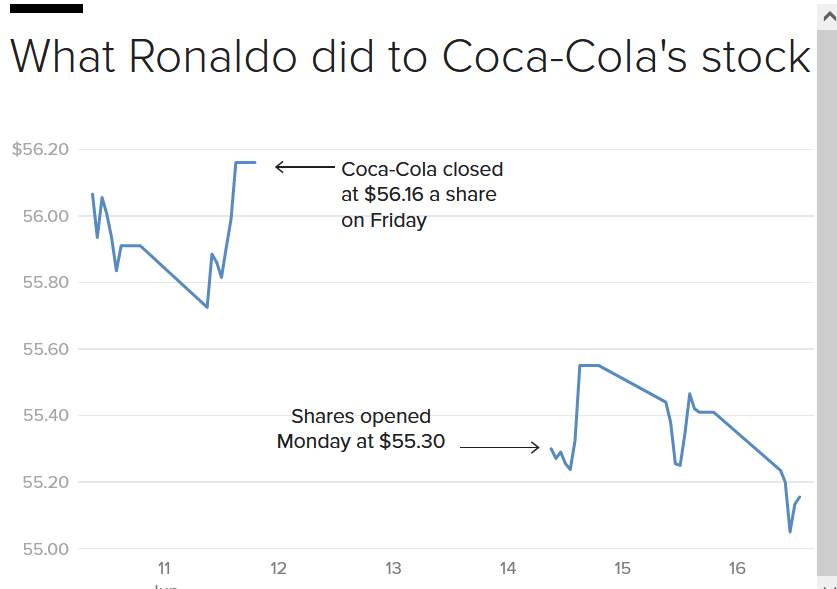 What Ronaldo did to Coca-Cola's stock
$56.20
Coca-Cola closed
at $56.16 a share
on Friday
56.00
55.80
55.60
55.40
Shares opened
Monday at $55.30
55.20
55.00
11
12
13
14
15
16